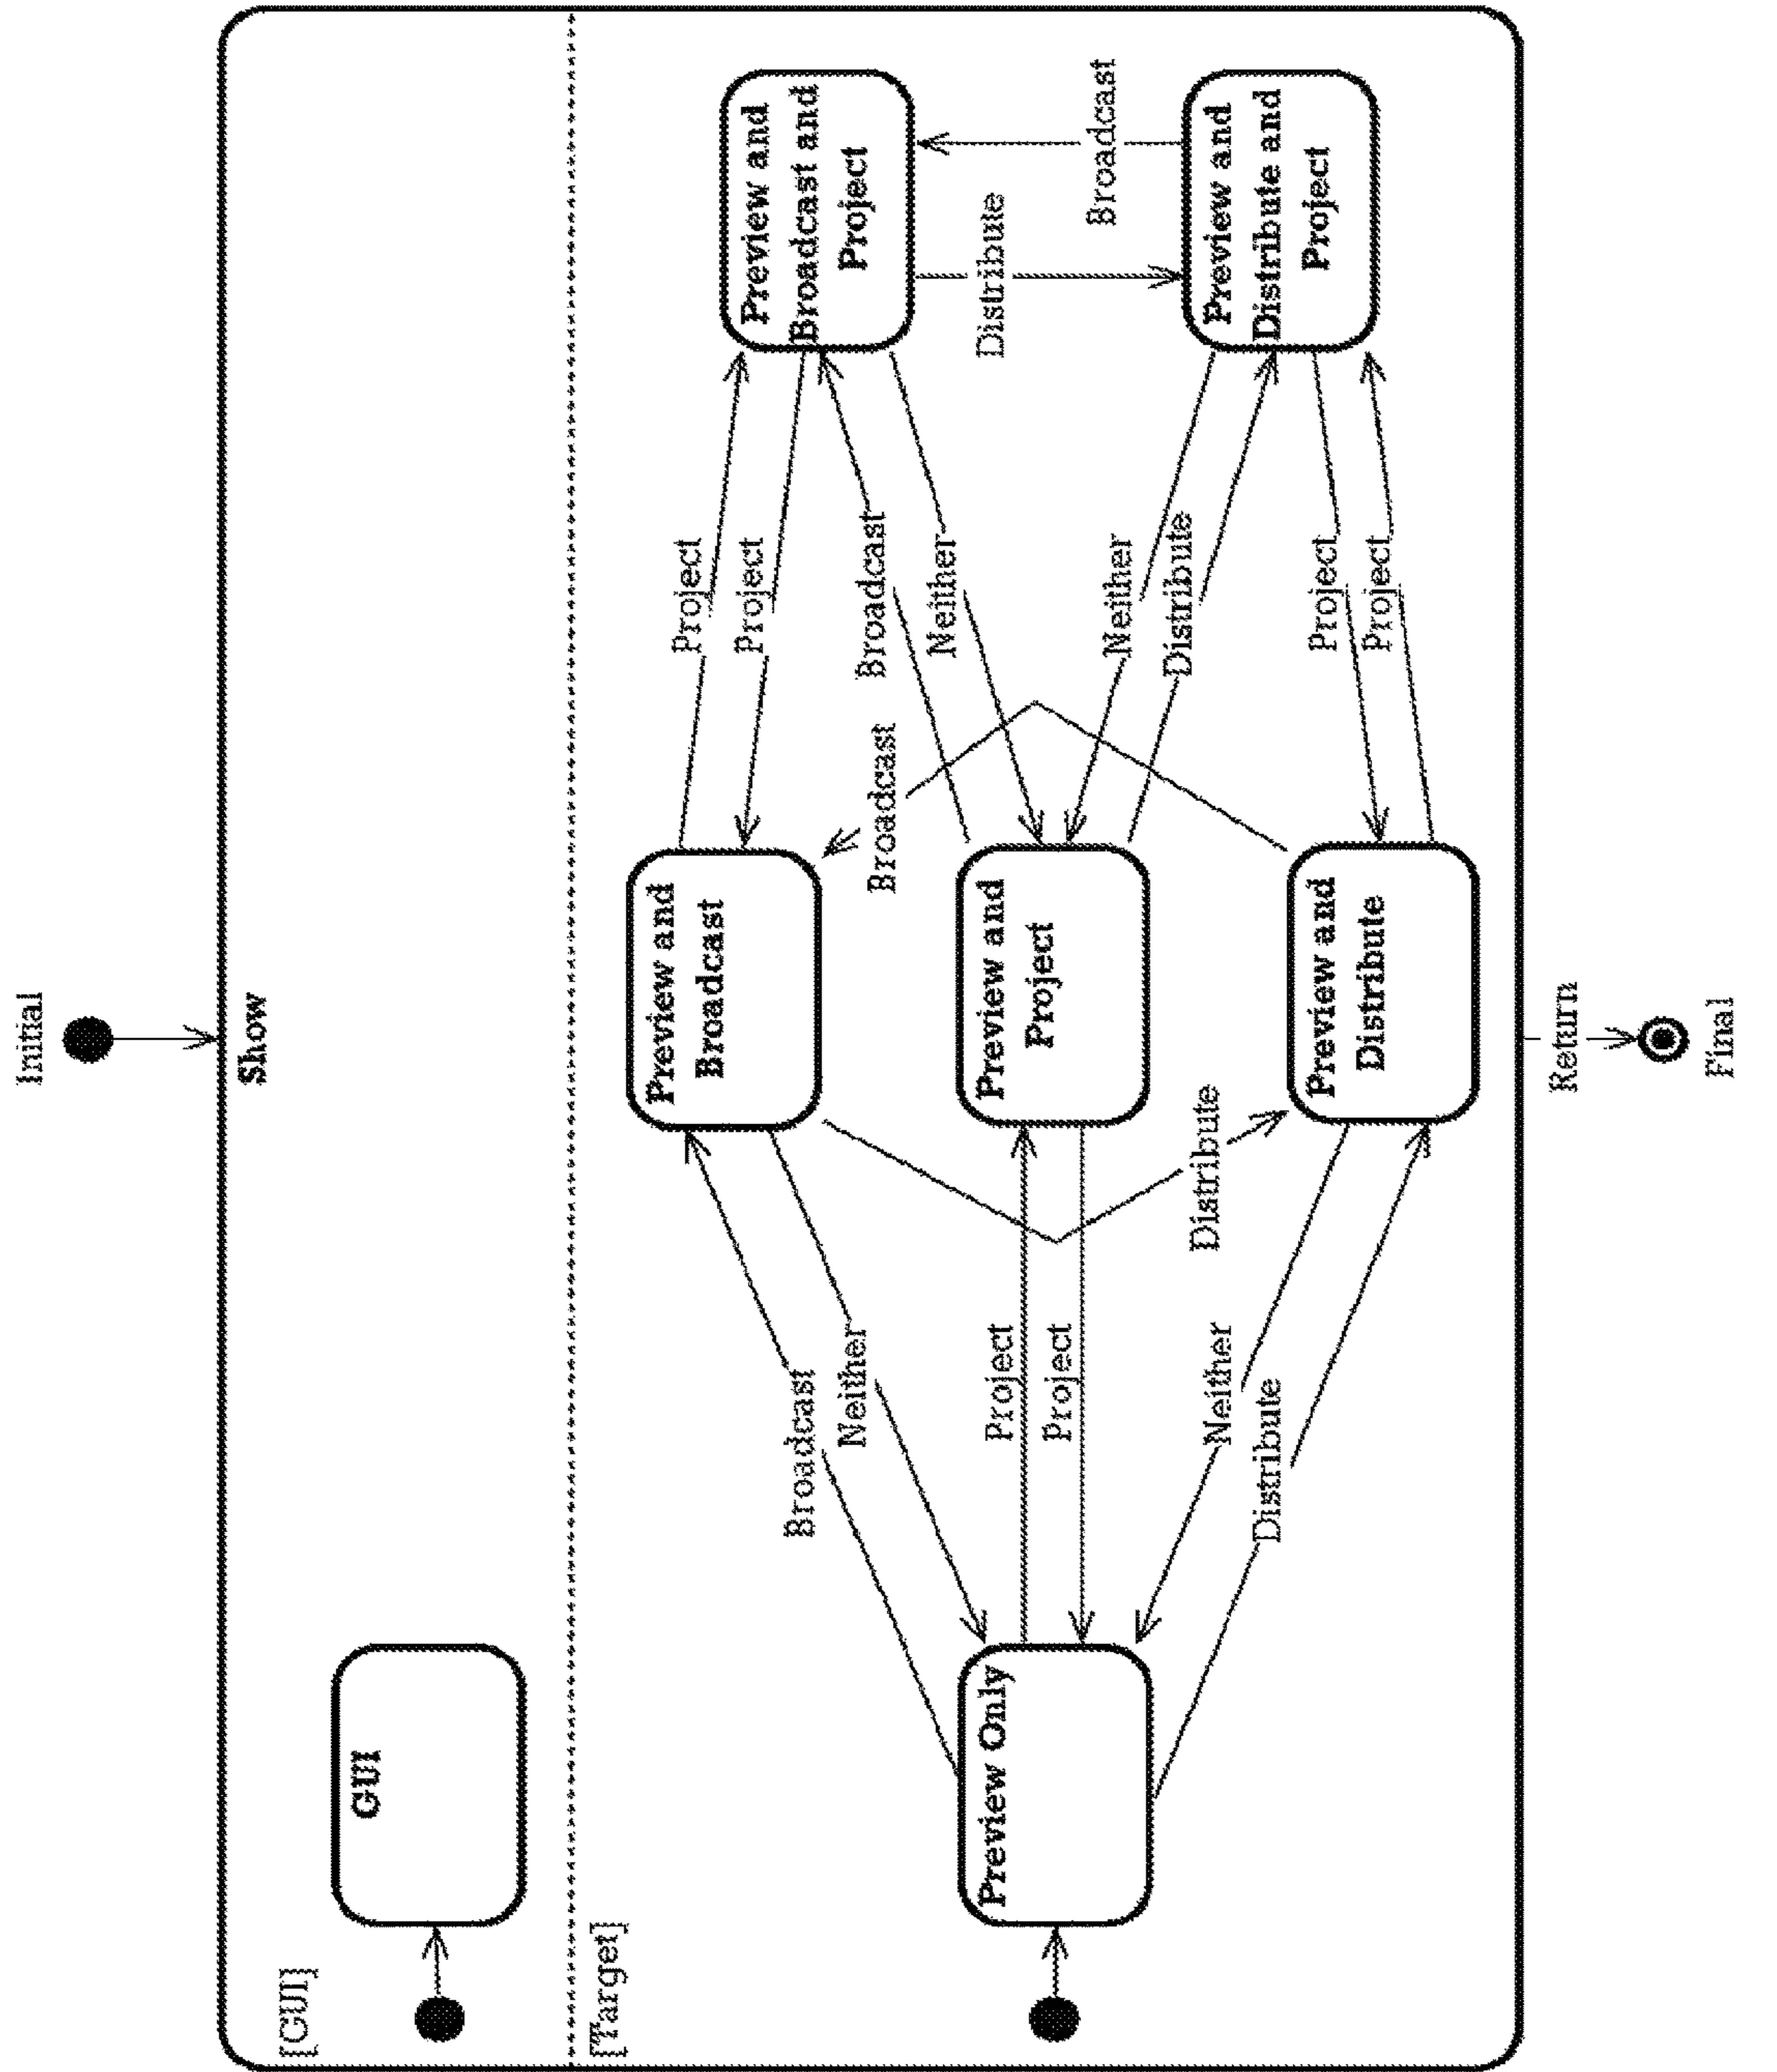 Initial
Show
[GUI]
GUI
[Target]
Preview and
Broadcast
Project
Project
Preview and
Broadcast and
Project
Broadcast
Neither
Broadcast
Broadcast
Neither
Distribute
Broadcast
Preview Only
Project
Project
Preview and
Project
Neither
Distribute
Preview and
Distribute and
Project
Distribute
Neither
Distribute
Preview and
Distribute
Project
Project
Return
Final